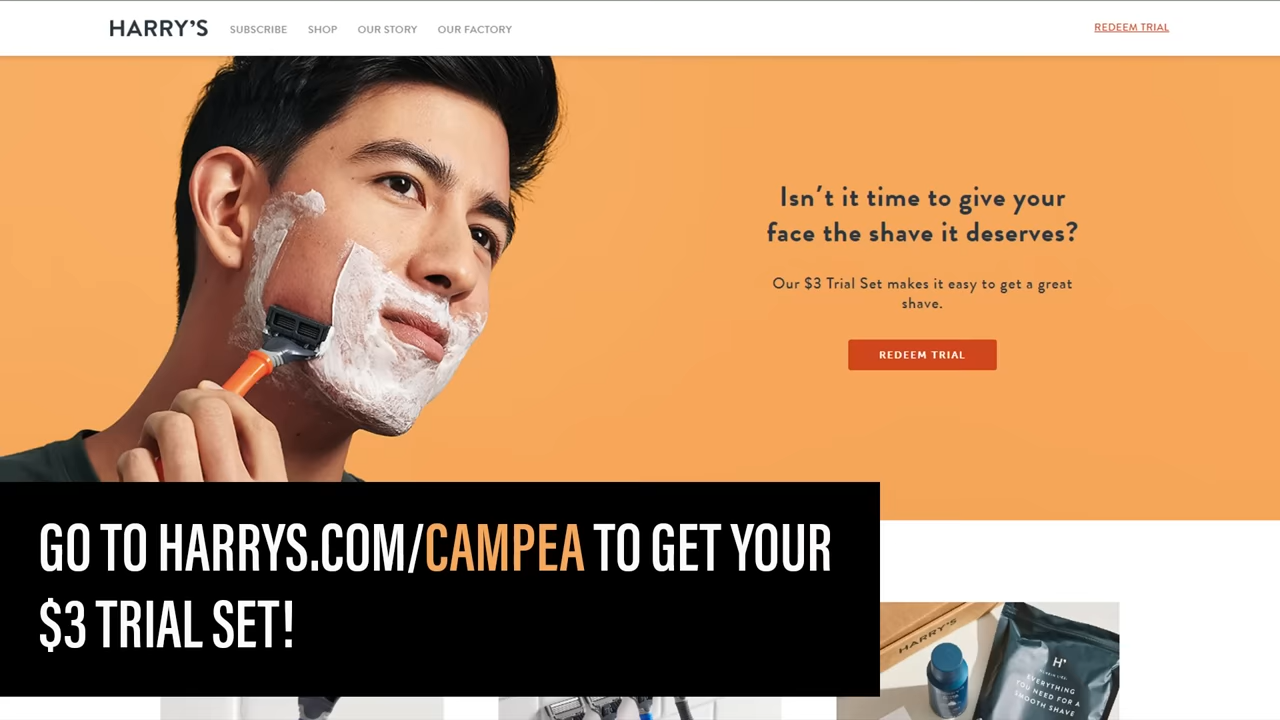 HARRY'S SUBSCRIBE SHOP OUR STORY OUR FACTORY REDEEM TRIAL
Isn't it time to give your
face the shave it deserves?
Our $3 Trial Set makes it easy to get a great
shave.
REDEEM TRIAL
GO TO HARRYS.COM/CAMPEA TO GET YOUR
$3 TRIAL SET!
HARRY'S
H'
EVERYTHING
YOU NEED FOR A
SMOOTH SHAVE